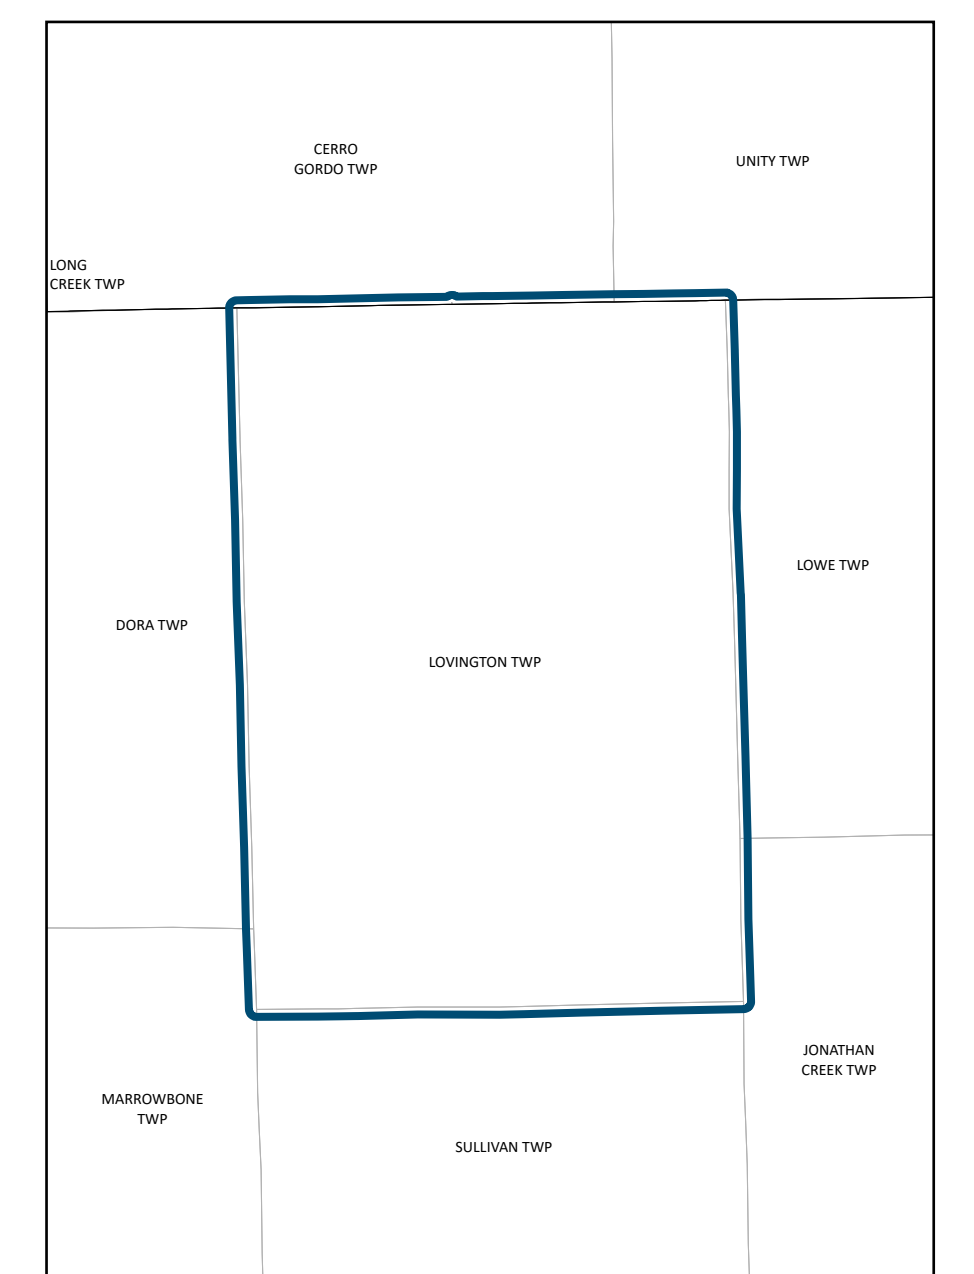 CERRO
GORDO TWP
UNITY TWP
LONG
CREEK TWP
LOWE TWP
DORA TWP
LOVINGTON TWP
JONATHAN
CREEK TWP
MARROWBONE
TWP
SULLIVAN TWP